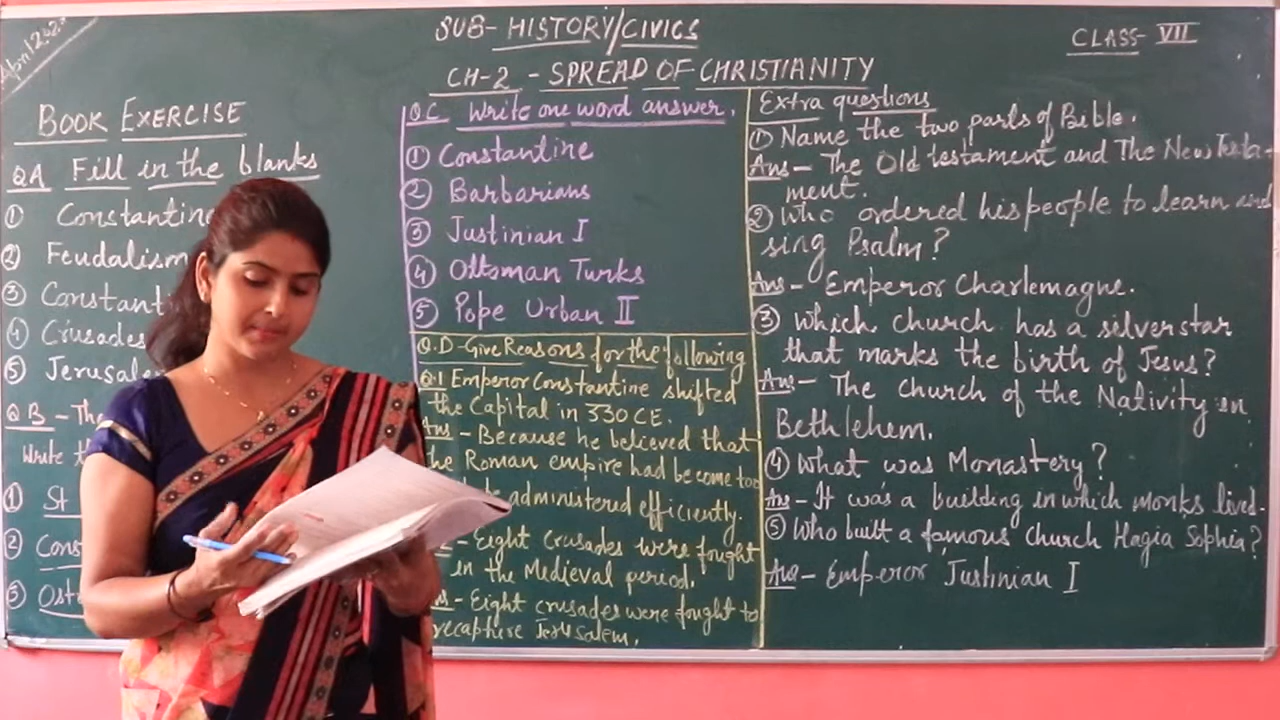 SUB- HISTORY/CIVICS
CLASS- VII
CH-2 - SPREAD OF CHRISTIANITY
BOOK EXERCISE
QA Fill in the blanks
① Constantine
② Feudalism
③
④ Crusades
⑤
QB - The
Write
① St
②
③
QC Write one word answer.
① Constantine
② Barbarians
③ Justinian I
④ Ottoman Turks
⑤ Pope Urban II
Q.D- Give Reasons for the following
Q.1 Emperor Constantine shifted
the Capital in 330 CE.
Ans - Because he believed that
the Roman empire had become too
administered efficiently.
- Eight crusades were fought
in the Medieval period.
- Eight crusades were fought to
recapture Jerusalem.
Extra questions
① Name the two parts of Bible.
Ans - The Old testament and The New Testa-
ment.
② Who ordered his people to learn and
sing Psalm?
Ans - Emperor Charlemagne.
③ Which church has a silver star
that marks the birth of Jesus?
Ans - The church of the Nativity in
Bethlehem.
④ What was Monastery?
Ans - It was a building in which monks lived.
⑤ Who built a famous church Hagia Sophia?
Ans - Emperor Justinian I